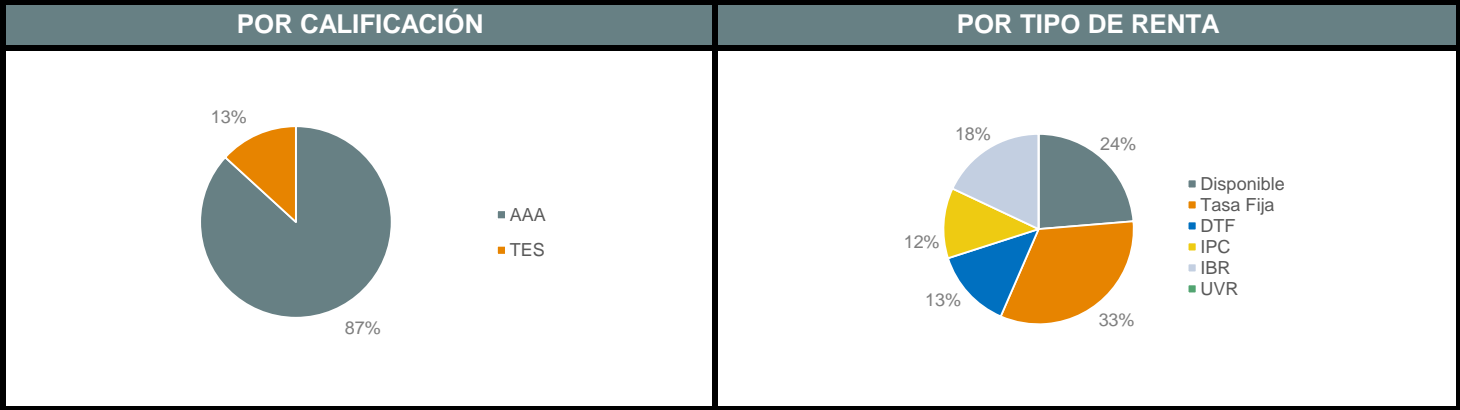 POR CALIFICACIÓN
13%
87%
AAA
TES
POR TIPO DE RENTA
18%
24%
12%
13%
33%
Disponible
Tasa Fija
DTF
IPC
IBR
UVR